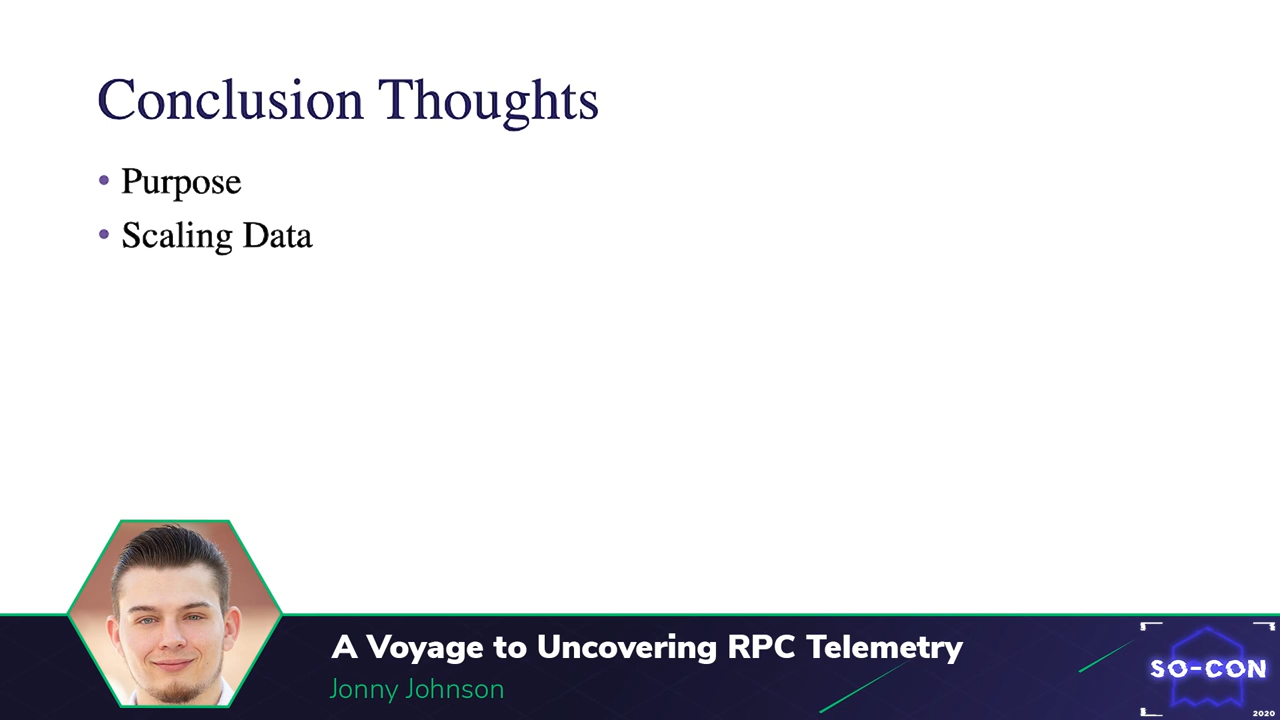 Conclusion Thoughts
• Purpose
• Scaling Data
A Voyage to Uncovering RPC Telemetry
Jonny Johnson
SO-CON
2020